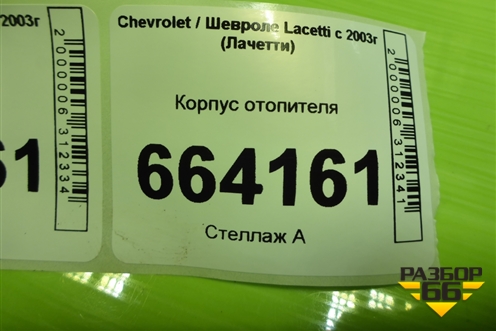 2003г
61
2000006312334
Chevrolet / Шевроле Lacetti с 2003г
(Лачетти)
Корпус отопителя
664161
Стеллаж А
2000006312341
РАЗБОР
66